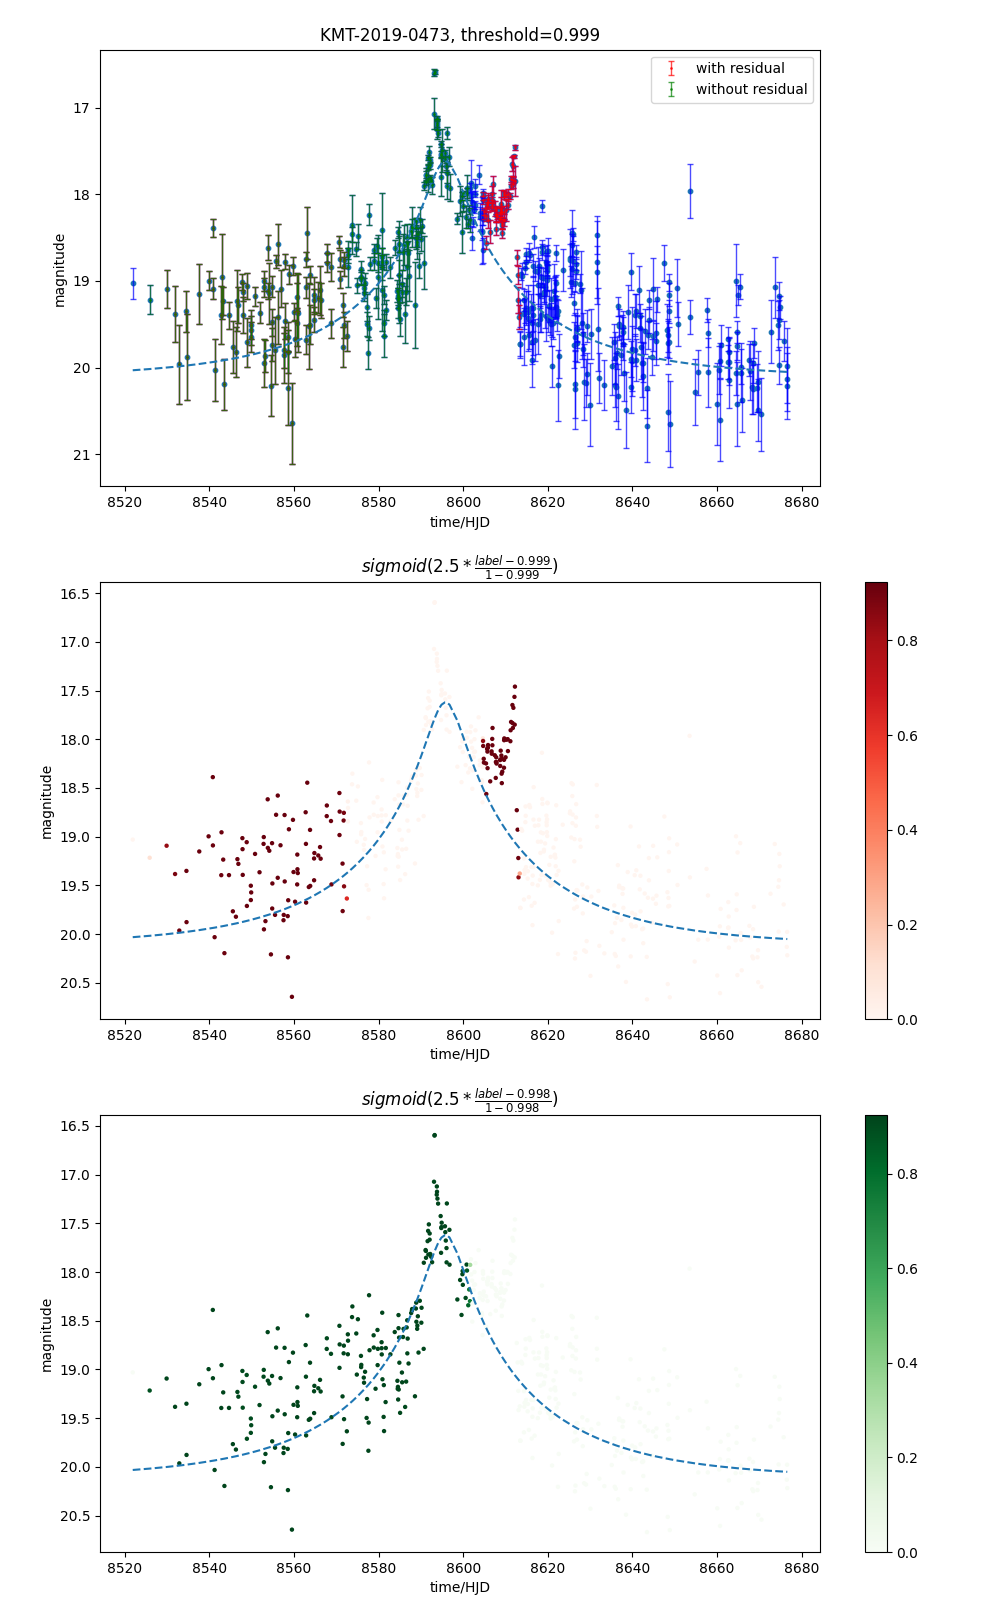 KMT-2019-0473, threshold=0.999
with residual
without residual
magnitude
17
18
19
20
21
8520 8540 8560 8580 8600 8620 8640 8660 8680
time/HJD
sigmoid(2.5 * \frac{label − 0.999}{1 − 0.999})
magnitude
16.5
17.0
17.5
18.0
18.5
19.0
19.5
20.0
20.5
8520 8540 8560 8580 8600 8620 8640 8660 8680
time/HJD
0.8
0.6
0.4
0.2
0.0
sigmoid(2.5 * \frac{label − 0.998}{1 − 0.998})
magnitude
16.5
17.0
17.5
18.0
18.5
19.0
19.5
20.0
20.5
8520 8540 8560 8580 8600 8620 8640 8660 8680
time/HJD
0.8
0.6
0.4
0.2
0.0